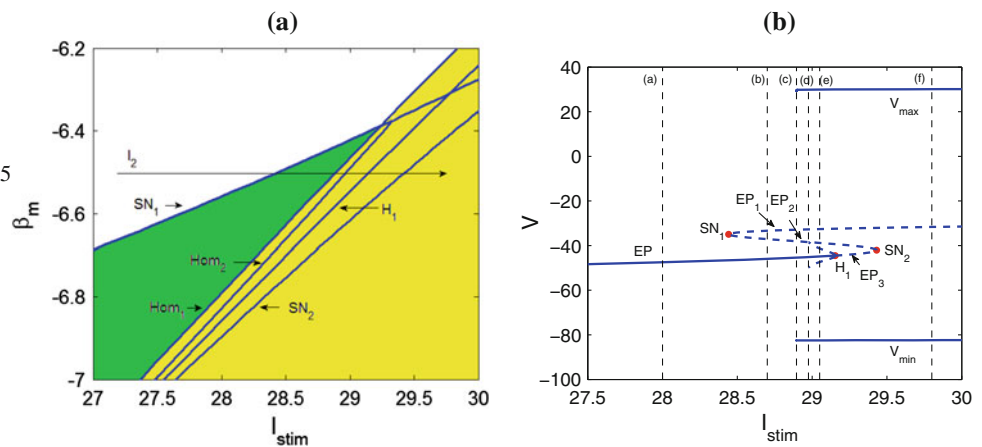 (a)
-6.2
-6.4
-6.6
-6.8
-7
β_m
27 27.5 28 28.5 29 29.5 30
I_stim
I_2
SN_1
H_1
Hom_2
Hom_1
SN_2
5
(b)
40
20
0
−20
−40
−60
−80
−100
V
27.5 28 28.5 29 29.5 30
I_stim
(a) (b) (c) (d) (e) (f)
V_max
EP_1 EP_2
SN_1
SN_2
EP
H_1
EP_3
V_min